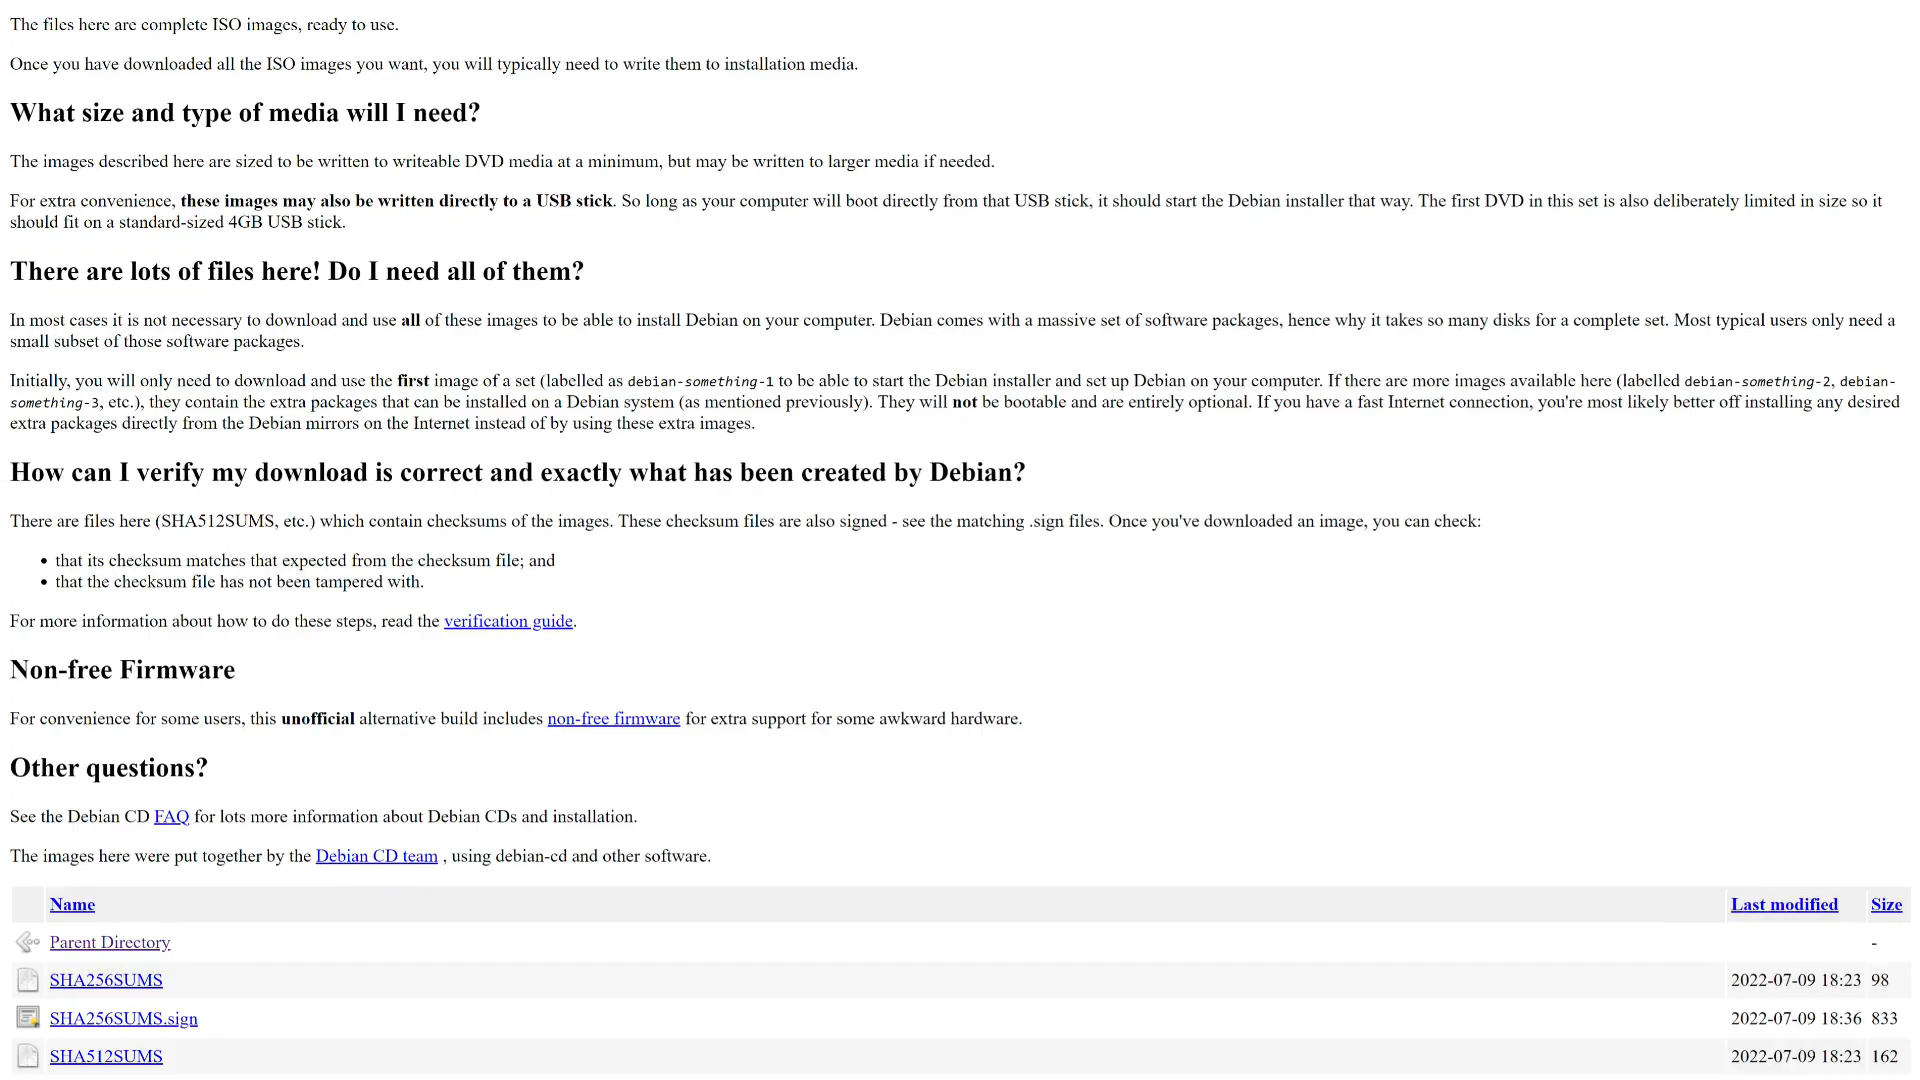 The files here are complete ISO images, ready to use.
Once you have downloaded all the ISO images you want, you will typically need to write them to installation media.
What size and type of media will I need?
The images described here are sized to be written to writeable DVD media at a minimum, but may be written to larger media if needed.
For extra convenience, these images may also be written directly to a USB stick. So long as your computer will boot directly from that USB stick, it should start the Debian installer that way. The first DVD in this set is also deliberately limited in size so it
should fit on a standard-sized 4GB USB stick.
There are lots of files here! Do I need all of them?
In most cases it is not necessary to download and use all of these images to be able to install Debian on your computer. Debian comes with a massive set of software packages, hence why it takes so many disks for a complete set. Most typical users only need a
small subset of those software packages.
Initially, you will only need to download and use the first image of a set (labelled as debian-something-1 to be able to start the Debian installer and set up Debian on your computer. If there are more images available here (labelled debian-something-2, debian-
something-3, etc.), they contain the extra packages that can be installed on a Debian system (as mentioned previously). They will not be bootable and are entirely optional. If you have a fast Internet connection, you're most likely better off installing any desired
extra packages directly from the Debian mirrors on the Internet instead of by using these extra images.
How can I verify my download is correct and exactly what has been created by Debian?
There are files here (SHA512SUMS, etc.) which contain checksums of the images. These checksum files are also signed - see the matching .sign files. Once you've downloaded an image, you can check:
• that its checksum matches that expected from the checksum file; and
• that the checksum file has not been tampered with.
For more information about how to do these steps, read the verification guide.
Non-free Firmware
For convenience for some users, this unofficial alternative build includes non-free firmware for extra support for some awkward hardware.
Other questions?
See the Debian CD FAQ for lots more information about Debian CDs and installation.
The images here were put together by the Debian CD team , using debian-cd and other software.
Name Last modified Size
Parent Directory -
SHA256SUMS 2022-07-09 18:23 98
SHA256SUMS.sign 2022-07-09 18:36 833
SHA512SUMS 2022-07-09 18:23 162